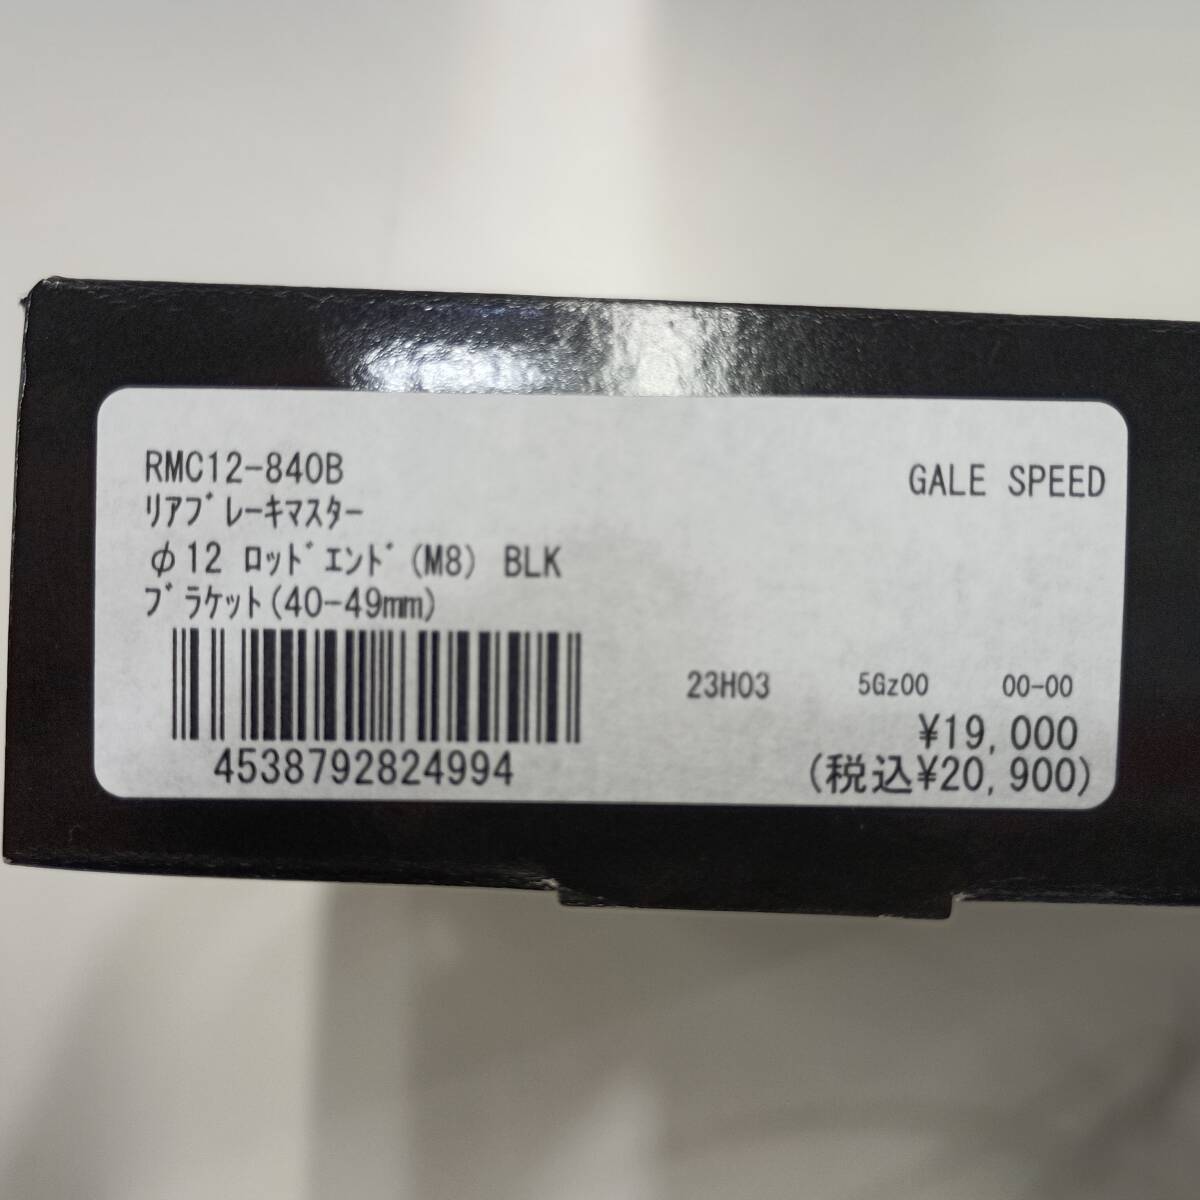 RMC12-840B
GALE SPEED
ﾘｱﾌﾞﾚｰｷﾏｽﾀｰ
φ12 ﾛｯﾄﾞｴﾝﾄﾞ(M8) BLK
ﾌﾞﾗｹｯﾄ(40-49mm)
23H03 5Gz00 00-00
¥19,000
4538792824994
(税込¥20,900)